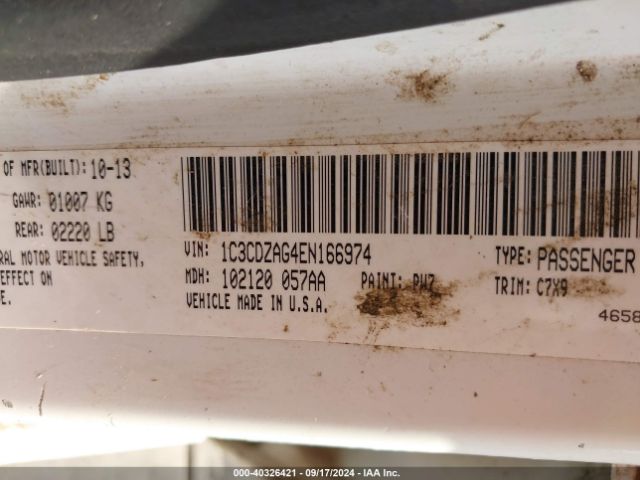 OF MFR(BUILT): 10-13
GAWR: 01007 KG
REAR: 02220 LB
RAL MOTOR VEHICLE SAFETY,
EFFECT ON
E.
VIN: 1C3CDZAG4EN166974 TYPE: PASSENGER
MDH: 102120 057AA PAINT: PW7 TRIM: C7X9
VEHICLE MADE IN U.S.A.
4658
000-40326421 - 09/17/2024 - IAA Inc.